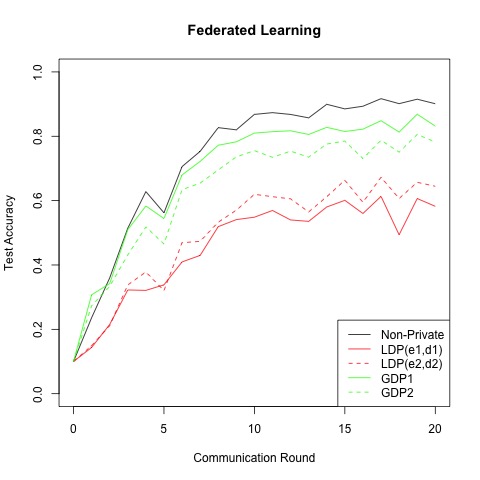 Federated Learning
Test Accuracy
1.0
0.8
0.6
0.4
0.2
0.0
Non-Private
LDP(e1,d1)
LDP(e2,d2)
GDP1
GDP2
0 5 10 15 20
Communication Round